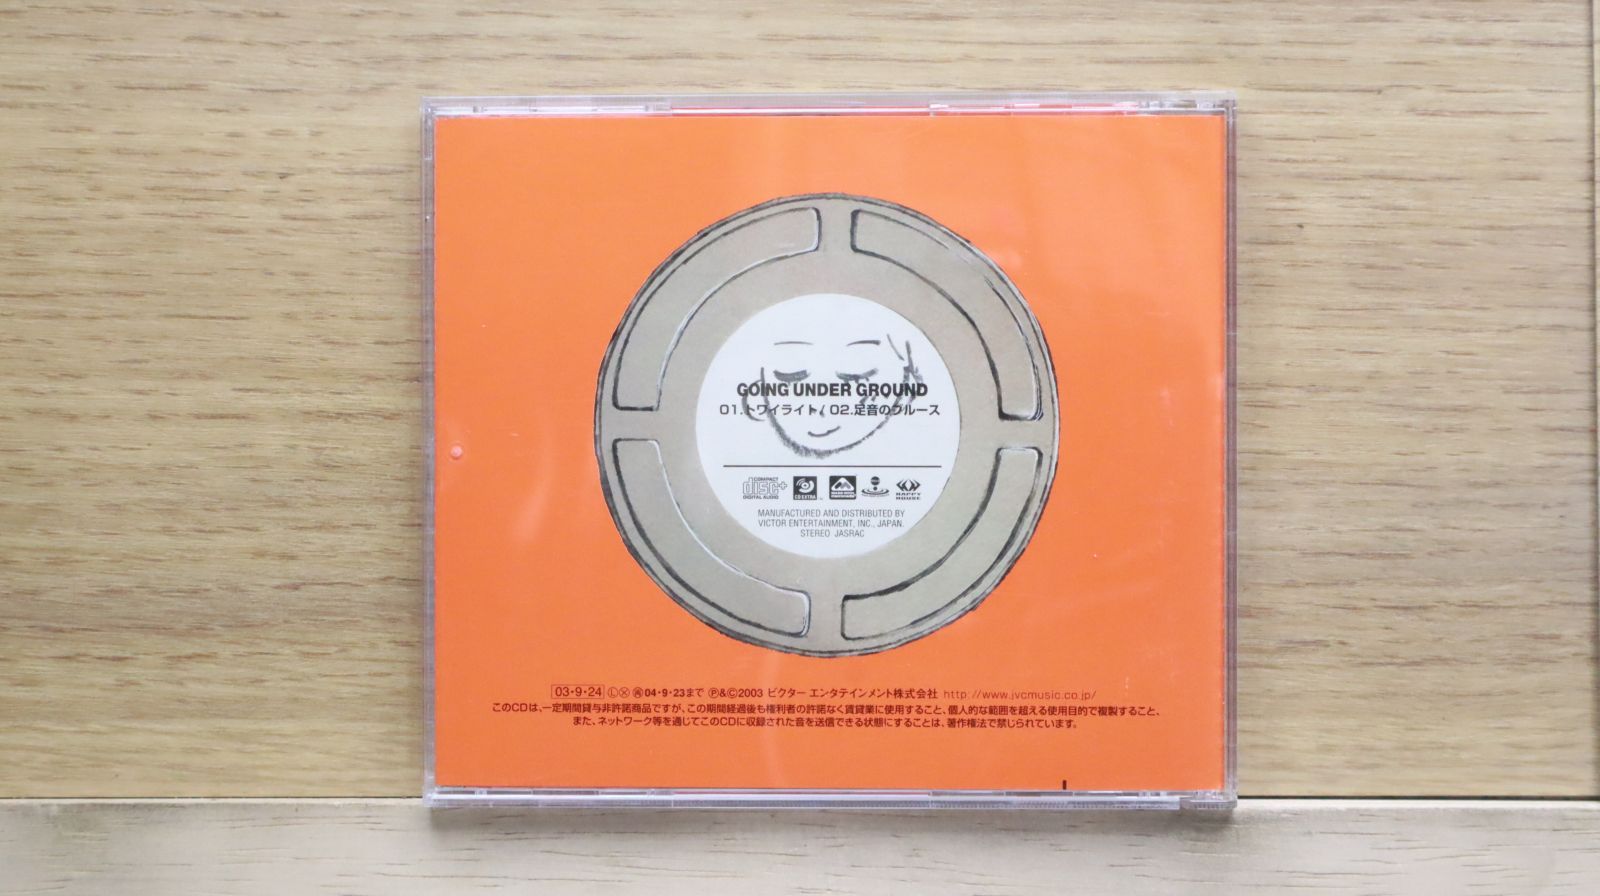 GOING UNDER GROUND
01.トワイライト/02.足音のブルース
COMPACT
disc+
DIGITAL AUDIO
CD EXTRA
HAPPY
HOUSE
MANUFACTURED AND DISTRIBUTED BY
VICTOR ENTERTAINMENT, INC., JAPAN.
STEREO JASRAC
03・9・24 Ⓛ Ⓧ ㊢04・9・23まで Ⓟ&©2003 ビクター エンタテインメント株式会社 http://www.jvcmusic.co.jp/
このCDは、一定期間貸与非許諾商品ですが、この期間経過後も権利者の許諾なく賃貸業に使用すること、個人的な範囲を超える使用目的で複製すること、
また、ネットワーク等を通じてこのCDに収録された音を送信できる状態にすることは、著作権法で禁じられています。